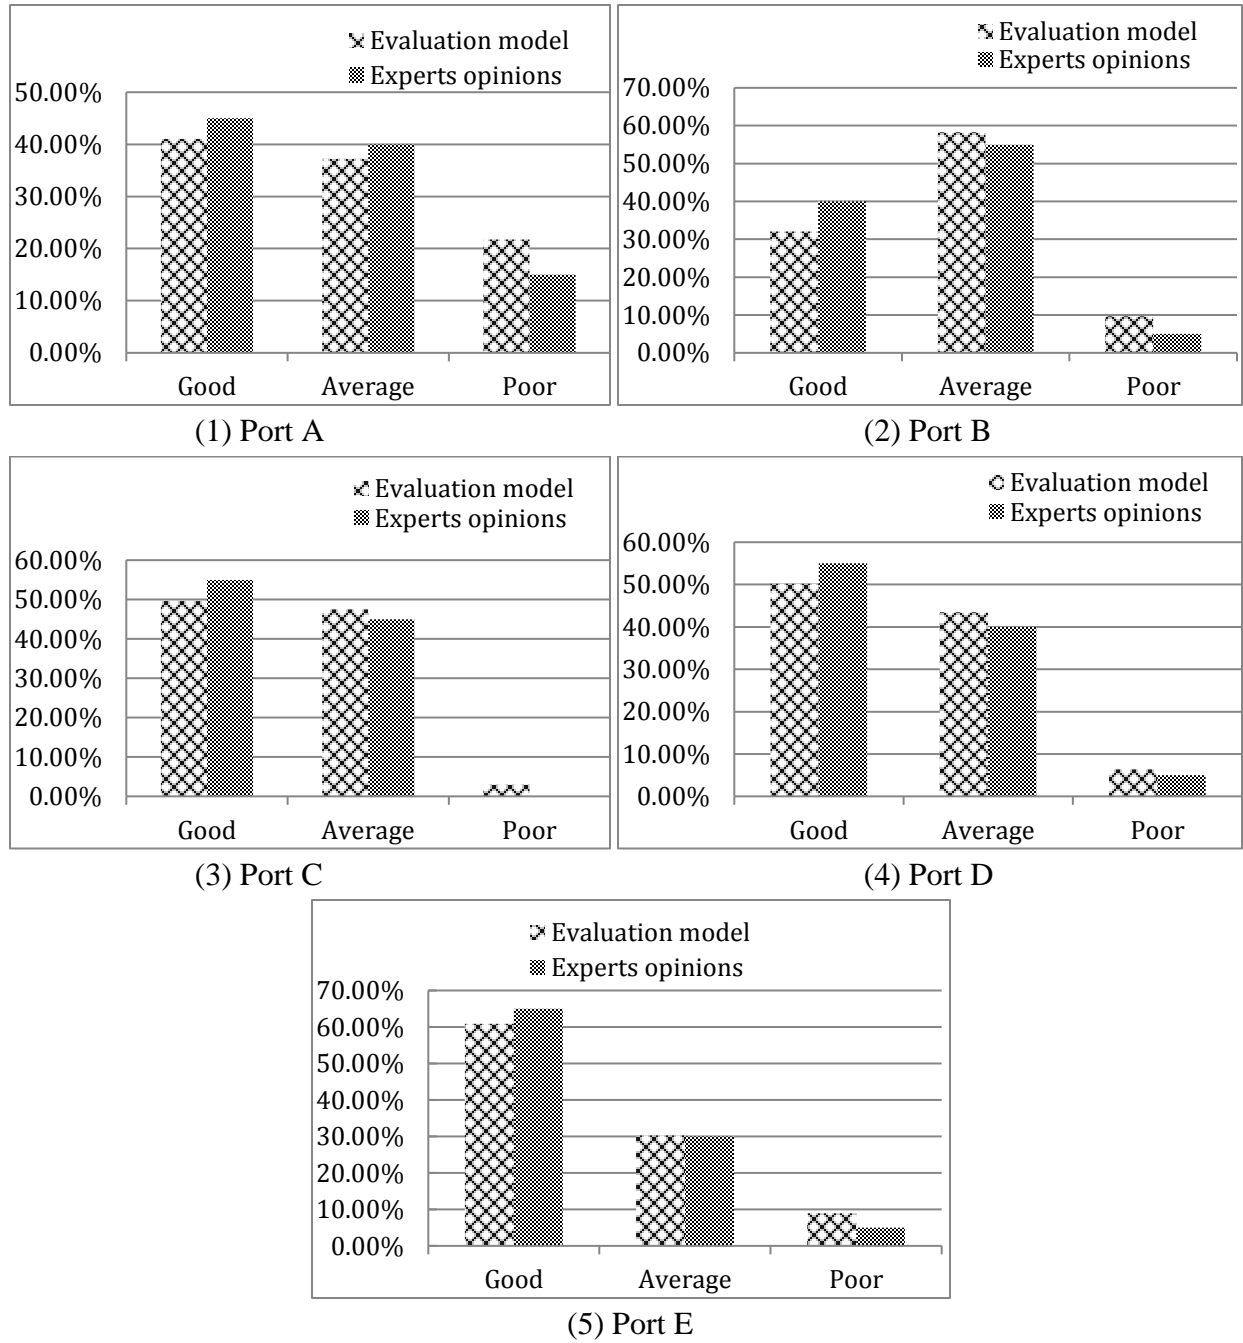 Evaluation model
Experts opinions
50.00%
40.00%
30.00%
20.00%
10.00%
0.00%
Good Average Poor
(1) Port A
Evaluation model
Experts opinions
70.00%
60.00%
50.00%
40.00%
30.00%
20.00%
10.00%
0.00%
Good Average Poor
(2) Port B
Evaluation model
Experts opinions
60.00%
50.00%
40.00%
30.00%
20.00%
10.00%
0.00%
Good Average Poor
(3) Port C
Evaluation model
Experts opinions
60.00%
50.00%
40.00%
30.00%
20.00%
10.00%
0.00%
Good Average Poor
(4) Port D
Evaluation model
Experts opinions
70.00%
60.00%
50.00%
40.00%
30.00%
20.00%
10.00%
0.00%
Good Average Poor
(5) Port E